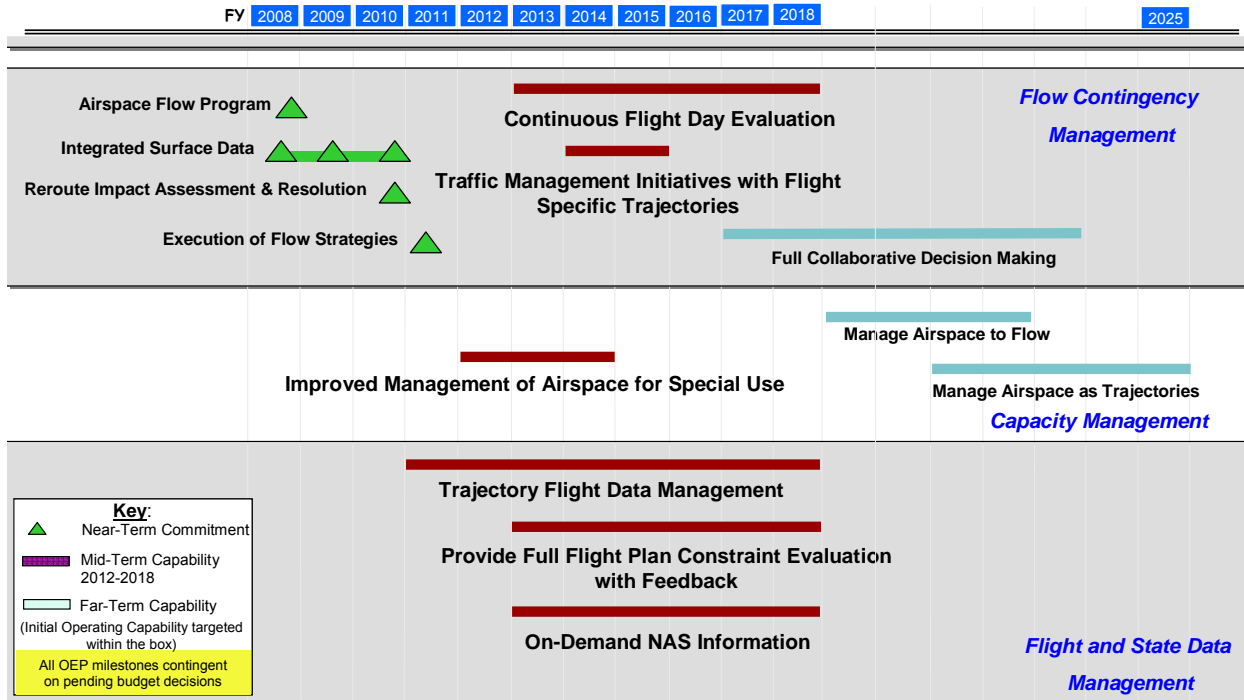 FY 2008 2009 2010 2011 2012 2013 2014 2015 2016 2017 2018 2025
Airspace Flow Program
Integrated Surface Data
Reroute Impact Assessment & Resolution
Execution of Flow Strategies
Continuous Flight Day Evaluation
Traffic Management Initiatives with Flight
Specific Trajectories
Full Collaborative Decision Making
Flow Contingency
Management
Manage Airspace to Flow
Improved Management of Airspace for Special Use
Manage Airspace as Trajectories
Capacity Management
Trajectory Flight Data Management
Provide Full Flight Plan Constraint Evaluation
with Feedback
On-Demand NAS Information
Flight and State Data
Management
Key:
Near-Term Commitment
Mid-Term Capability
2012-2018
Far-Term Capability
(Initial Operating Capability targeted
within the box)
All OEP milestones contingent
on pending budget decisions